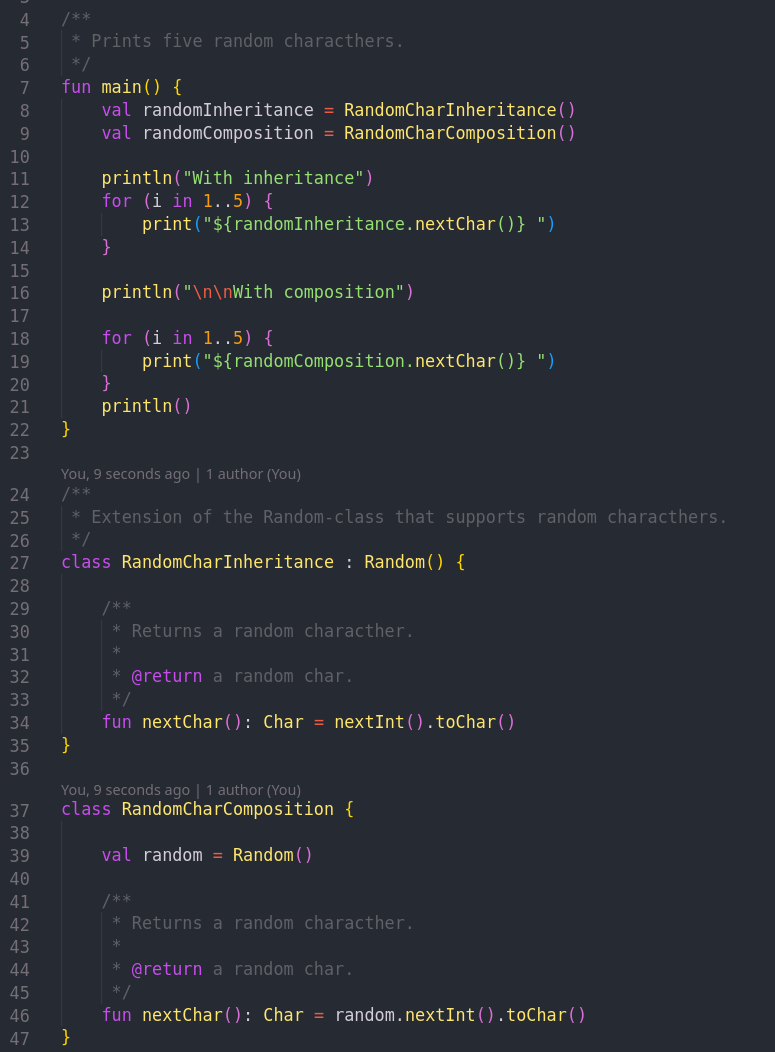 4 /**
5  * Prints five random characthers.
6  */
7 fun main() {
8     val randomInheritance = RandomCharInheritance()
9     val randomComposition = RandomCharComposition()
10
11     println("With inheritance")
12     for (i in 1..5) {
13         print("${randomInheritance.nextChar()} ")
14     }
15
16     println("\n\nWith composition")
17
18     for (i in 1..5) {
19         print("${randomComposition.nextChar()} ")
20     }
21     println()
22 }
23
You, 9 seconds ago | 1 author (You)
24 /**
25  * Extension of the Random-class that supports random characthers.
26  */
27 class RandomCharInheritance : Random() {
28
29     /**
30      * Returns a random characther.
31      *
32      * @return a random char.
33      */
34     fun nextChar(): Char = nextInt().toChar()
35 }
36
You, 9 seconds ago | 1 author (You)
37 class RandomCharComposition {
38
39     val random = Random()
40
41     /**
42      * Returns a random characther.
43      *
44      * @return a random char.
45      */
46     fun nextChar(): Char = random.nextInt().toChar()
47 }